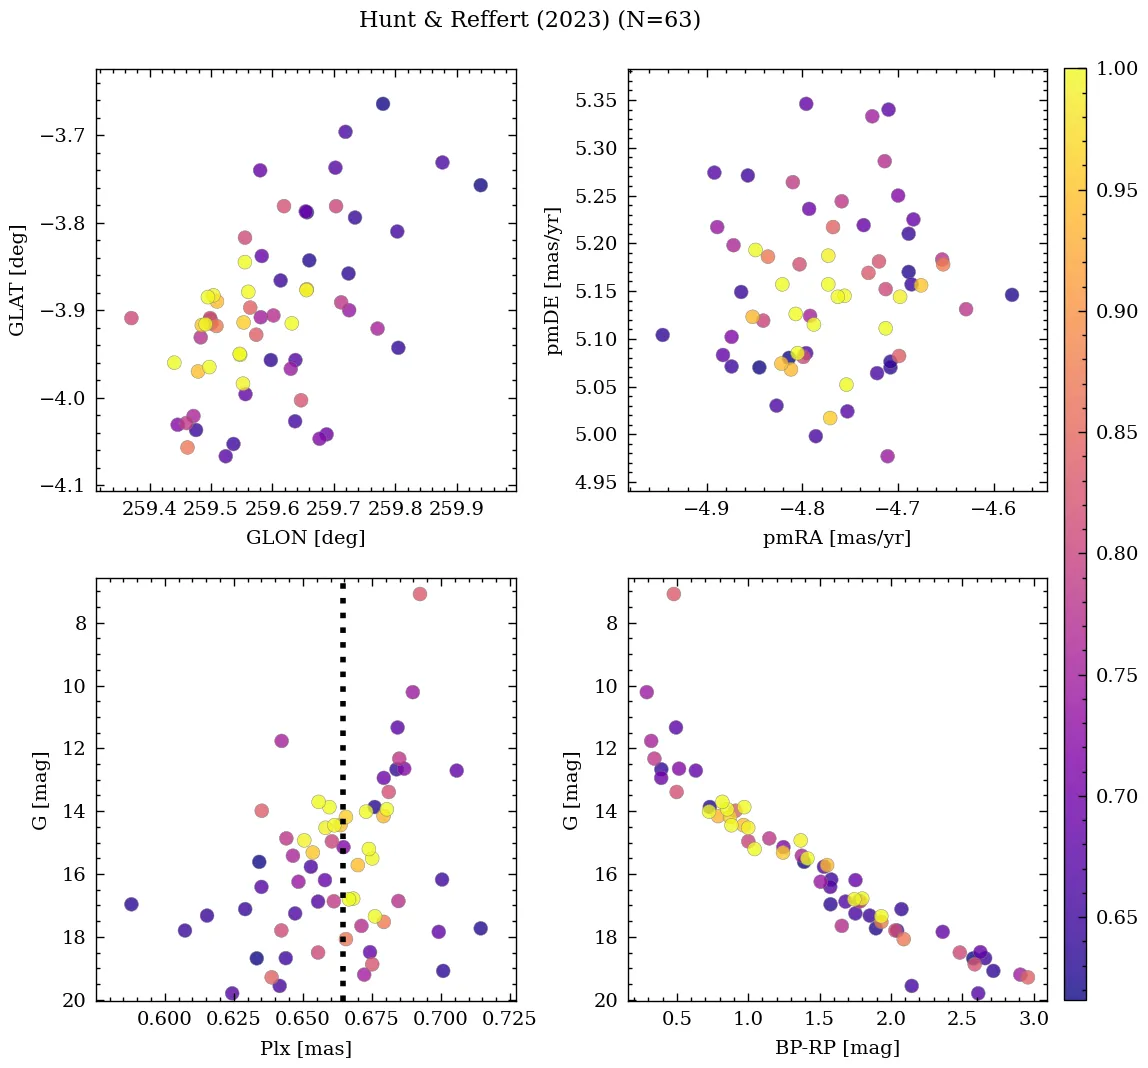 Hunt & Reffert (2023) (N=63)
−3.7
−3.8
−3.9
−4.0
−4.1
GLAT [deg]
259.4 259.5 259.6 259.7 259.8 259.9
GLON [deg]
5.35
5.30
5.25
5.20
5.15
5.10
5.05
5.00
4.95
pmDE [mas/yr]
−4.9 −4.8 −4.7 −4.6
pmRA [mas/yr]
8
10
12
14
16
18
20
G [mag]
0.600 0.625 0.650 0.675 0.700 0.725
Plx [mas]
8
10
12
14
16
18
20
G [mag]
0.5 1.0 1.5 2.0 2.5 3.0
BP-RP [mag]
1.00
0.95
0.90
0.85
0.80
0.75
0.70
0.65